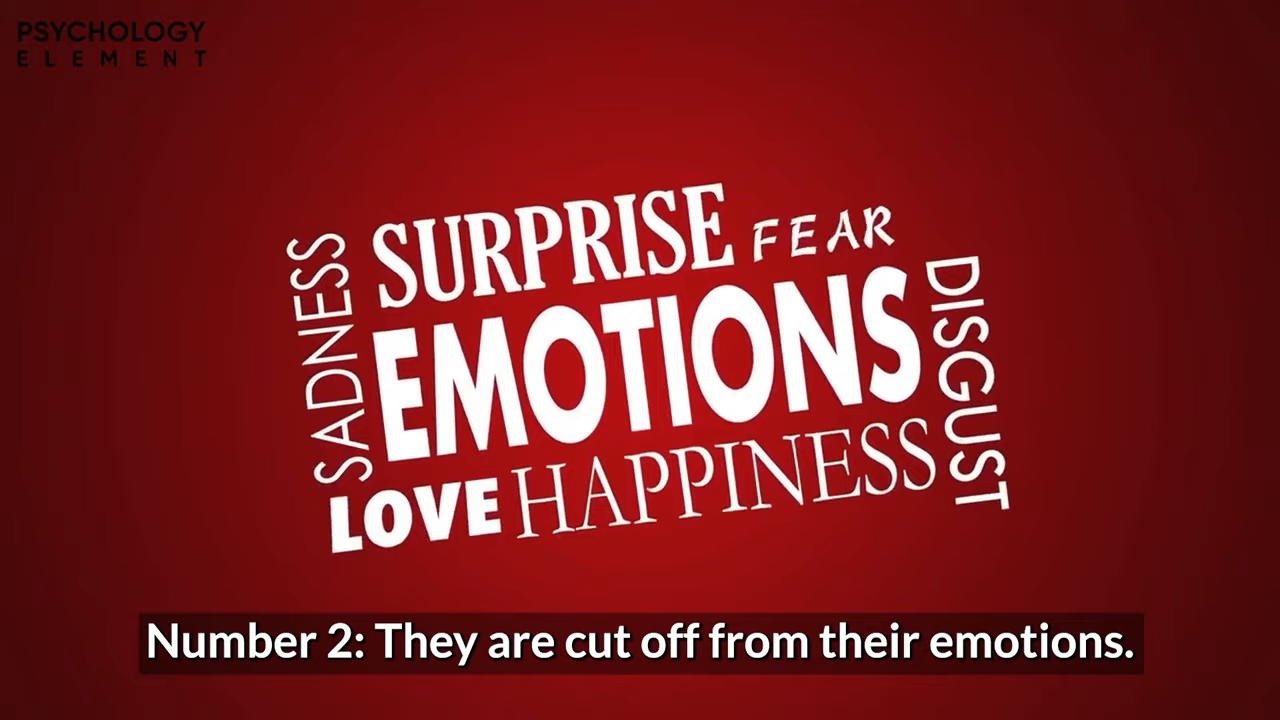 PSYCHOLOGY
ELEMENT
SADNESS
SURPRISE
FEAR
EMOTIONS
DISGUST
LOVE
HAPPINESS
Number 2: They are cut off from their emotions.